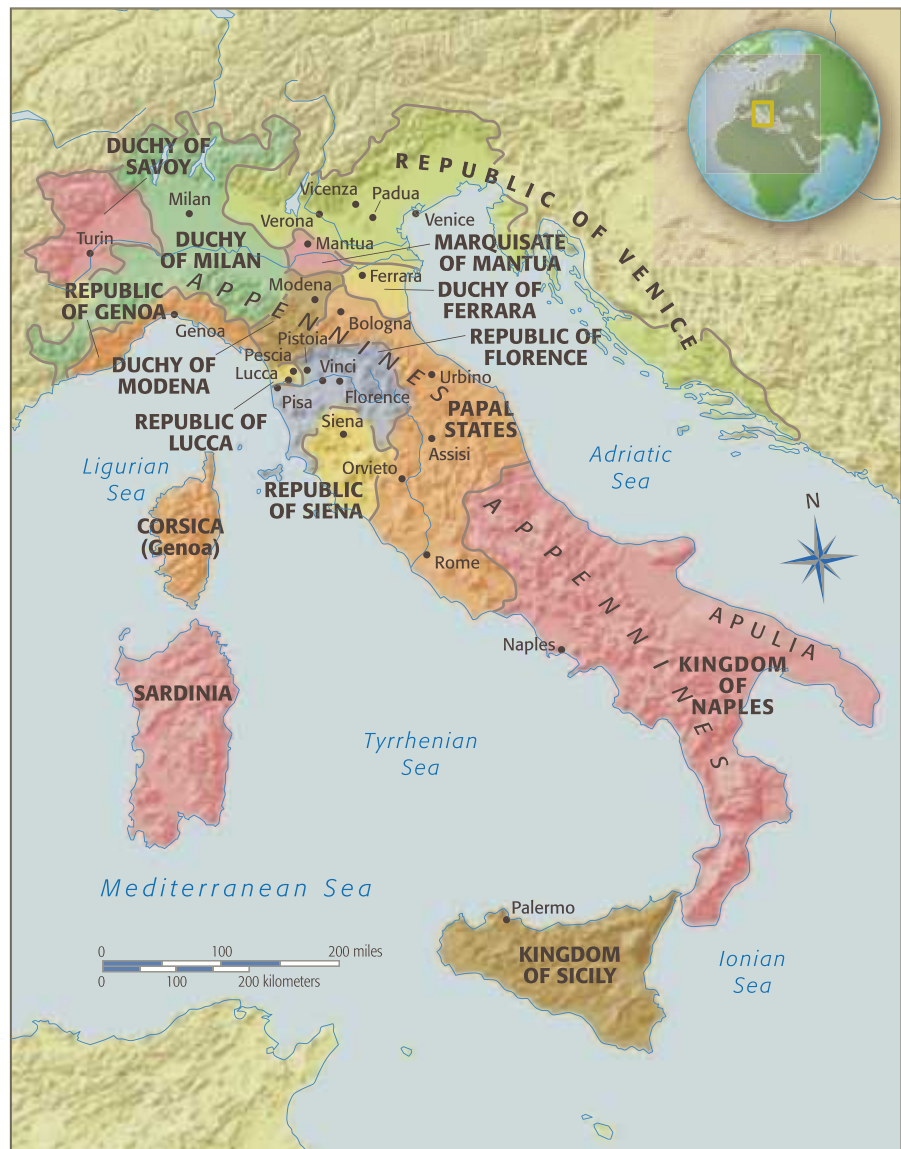 REPUBLIC OF VENICE
DUCHY OF
SAVOY
Milan
Vicenza
Padua
Verona
Venice
Turin
DUCHY
OF MILAN
Mantua
MARQUISATE
OF MANTUA
APPENNINES
Ferrara
DUCHY OF
FERRARA
REPUBLIC
OF GENOA
Modena
Genoa
Bologna
Pistoia
REPUBLIC OF
FLORENCE
DUCHY OF
MODENA
Pescia
Vinci
Lucca
Urbino
Pisa
Florence
REPUBLIC OF
LUCCA
PAPAL
STATES
Siena
Assisi
Ligurian
Sea
Orvieto
Adriatic
Sea
REPUBLIC
OF SIENA
N
CORSICA
(Genoa)
APPENNINES
Rome
APULIA
Naples
KINGDOM
OF
NAPLES
SARDINIA
Tyrrhenian
Sea
Mediterranean Sea
Palermo
KINGDOM
OF SICILY
Ionian
Sea
0 100 200 miles
0 100 200 kilometers